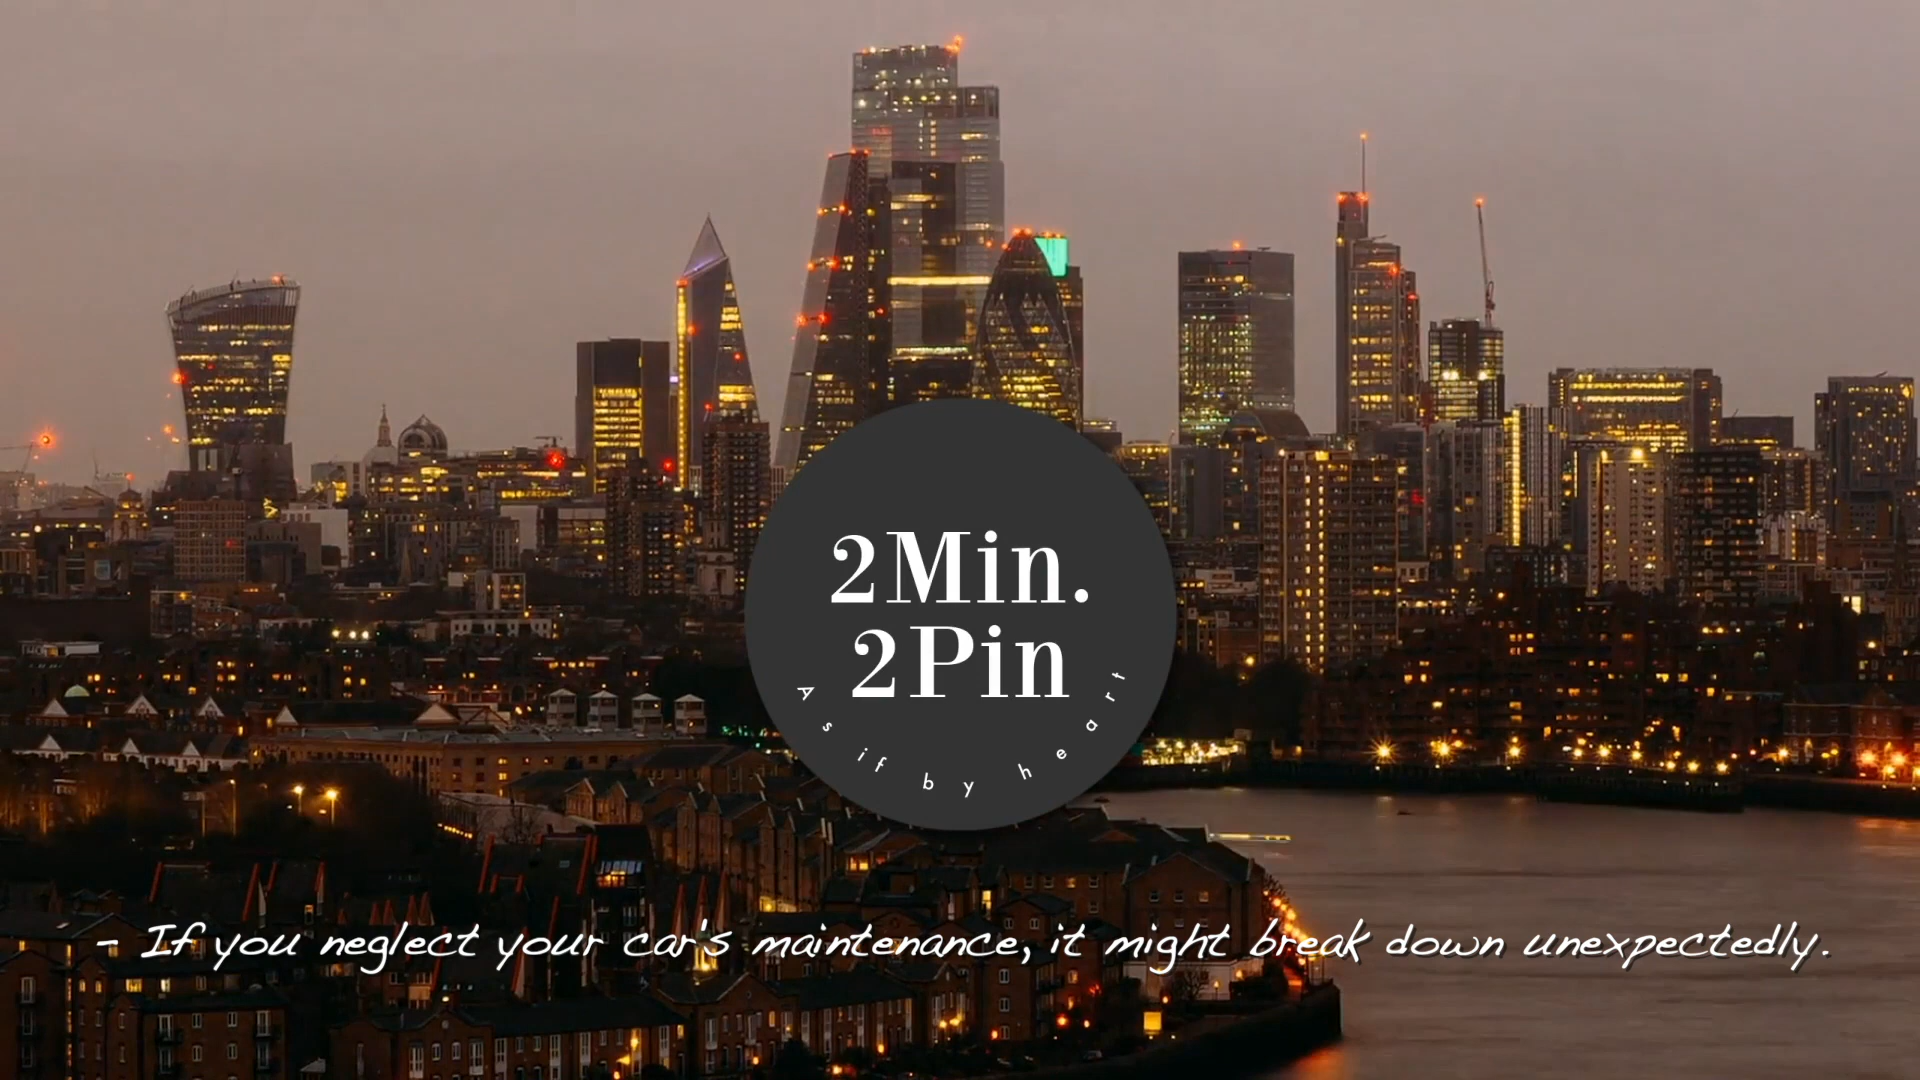 2Min.
2Pin
As if by heart
- If you neglect your car's maintenance, it might break down unexpectedly.